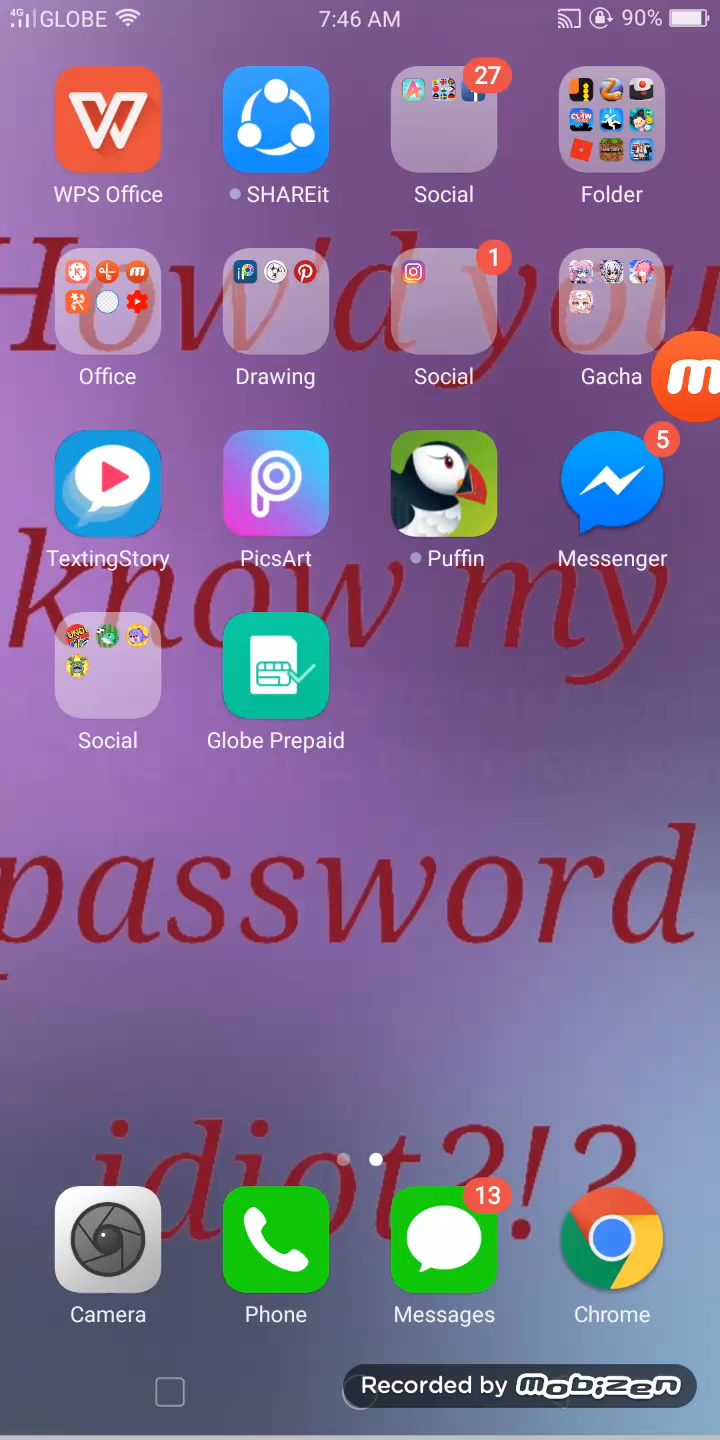 4G GLOBE 7:46 AM 90%
27
WPS Office SHAREit Social Folder
1
How'd you
Office Drawing Social Gacha
5
TextingStory PicsArt Puffin Messenger
know my
Social Globe Prepaid
password
idiot?!?
13
Camera Phone Messages Chrome
Recorded by mobizen